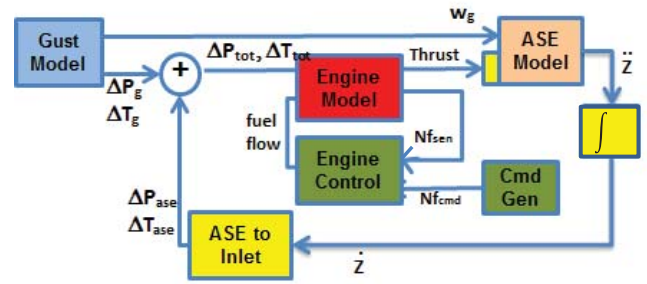 w_g
Gust
Model
+
ΔP_tot, ΔT_tot
Thrust
ASE
Model
z̈
ΔP_g
ΔT_g
Engine
Model
fuel
flow
Nf_sen
∫
Engine
Control
Cmd
Gen
Nf_cmd
ΔP_ase
ΔT_ase
ASE to
Inlet
ż